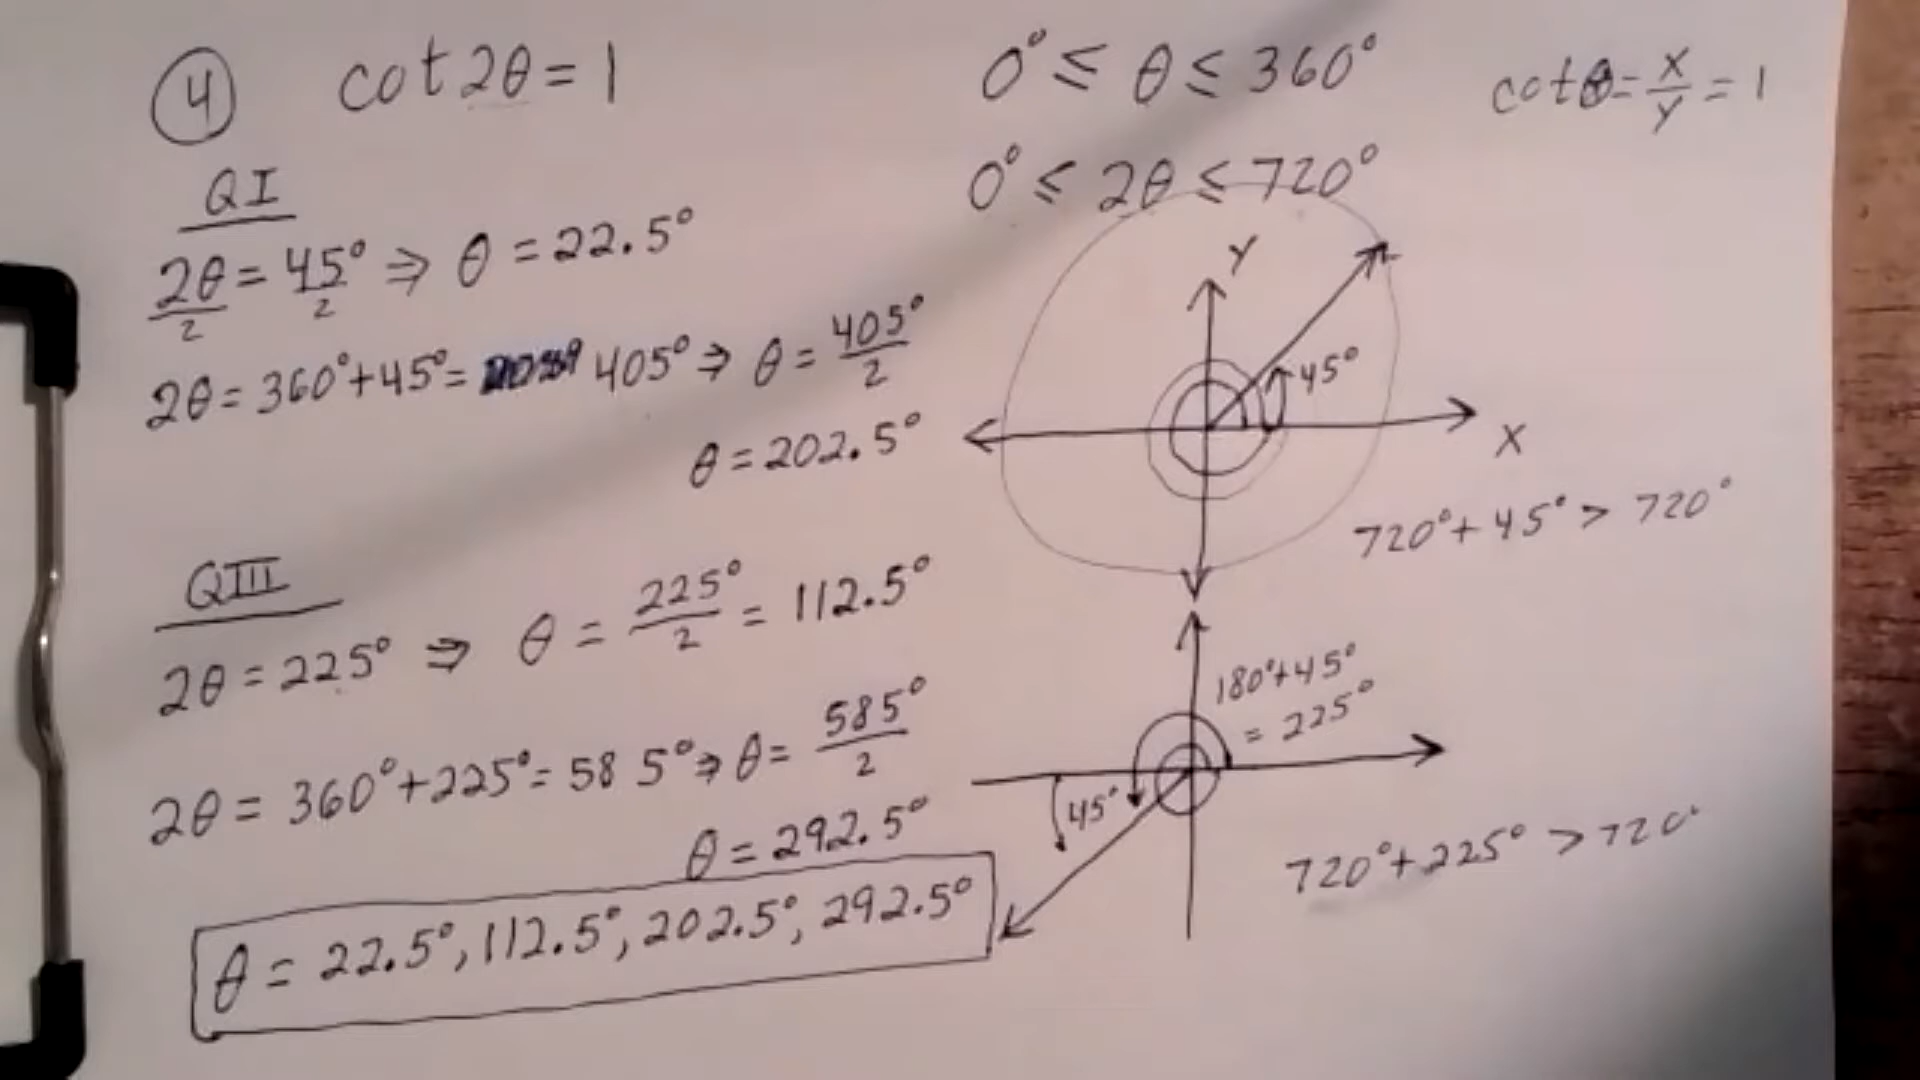 ④ cot 2θ = 1
0° ≤ θ ≤ 360°
cotθ = x/y = 1
0° ≤ 2θ ≤ 720°
QI
2θ/2 = 45°/2 ⇒ θ = 22.5°
2θ = 360° + 45° = 405° ⇒ θ = 405°/2
θ = 202.5°
Y
45°
X
720° + 45° > 720°
QIII
2θ = 225° ⇒ θ = 225°/2 = 112.5°
2θ = 360° + 225° = 585° ⇒ θ = 585°/2
θ = 292.5°
180° + 45°
= 225°
45°
720° + 225° > 720°
θ = 22.5°, 112.5°, 202.5°, 292.5°